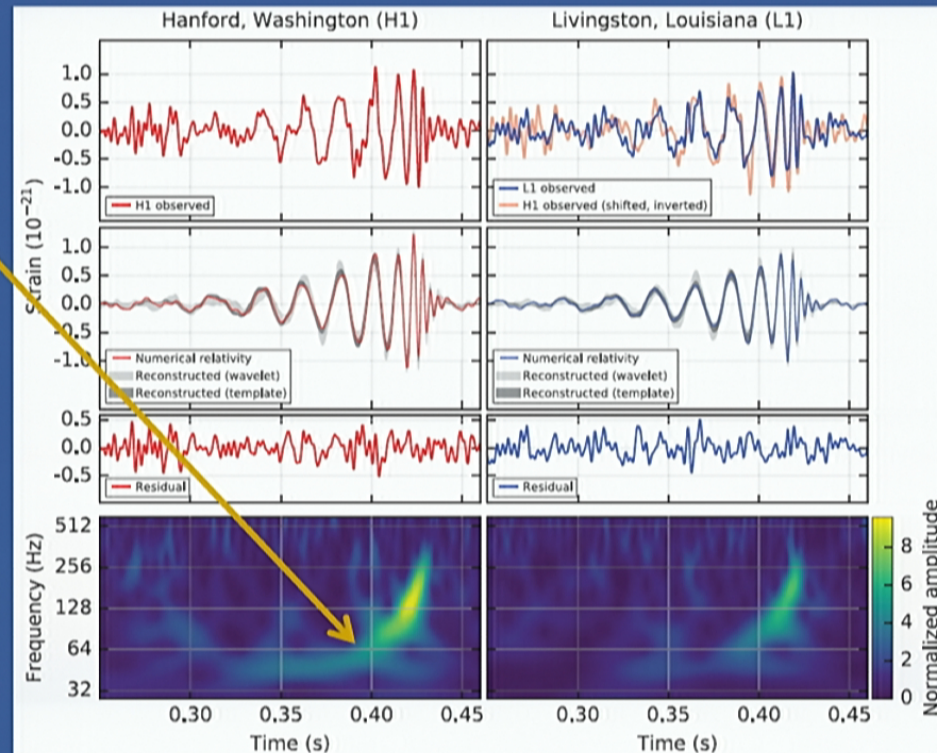 Hanford, Washington (H1)
Livingston, Louisiana (L1)
1.0
0.5
0.0
-0.5
-1.0
H1 observed
L1 observed
H1 observed (shifted, inverted)
Strain (10⁻²¹)
1.0
0.5
0.0
-0.5
-1.0
Numerical relativity
Reconstructed (wavelet)
Reconstructed (template)
Numerical relativity
Reconstructed (wavelet)
Reconstructed (template)
0.5
0.0
-0.5
Residual
Residual
Frequency (Hz)
512
256
128
64
32
8
6
4
2
0
Normalized amplitude
0.30
0.35
0.40
0.45
0.30
0.35
0.40
0.45
Time (s)
Time (s)